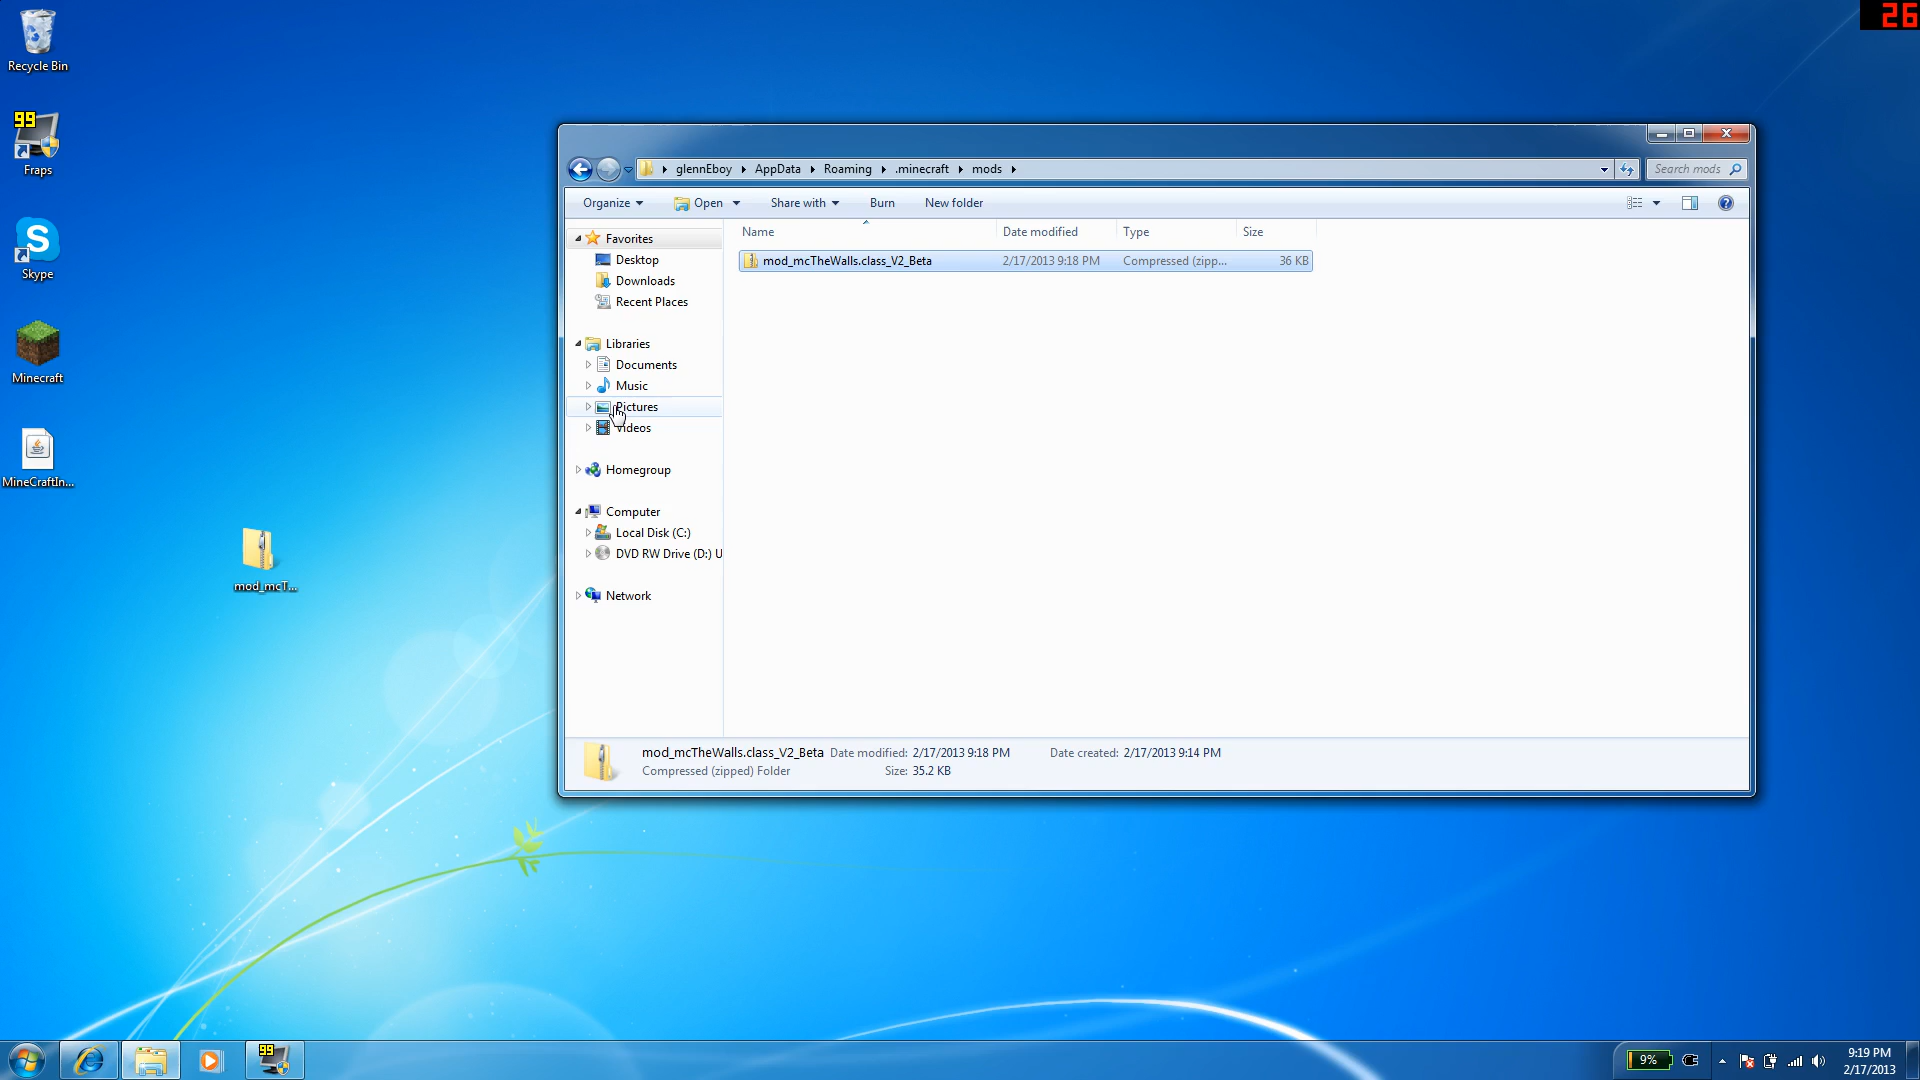 26
Recycle Bin
99
Fraps
Skype
Minecraft
MineCraftIn...
mod_mcT...
glennEboy
AppData
Roaming
.minecraft
mods
Search mods
Organize
Open
Share with
Burn
New folder
Favorites
Desktop
Downloads
Recent Places
Libraries
Documents
Music
Pictures
Videos
Homegroup
Computer
Local Disk (C:)
DVD RW Drive (D:) U
Network
Name Date modified Type Size
mod_mcTheWalls.class_V2_Beta 2/17/2013 9:18 PM Compressed (zipp... 36 KB
mod_mcTheWalls.class_V2_Beta Date modified: 2/17/2013 9:18 PM Date created: 2/17/2013 9:14 PM
Compressed (zipped) Folder Size: 35.2 KB
99
9%
9:19 PM
2/17/2013